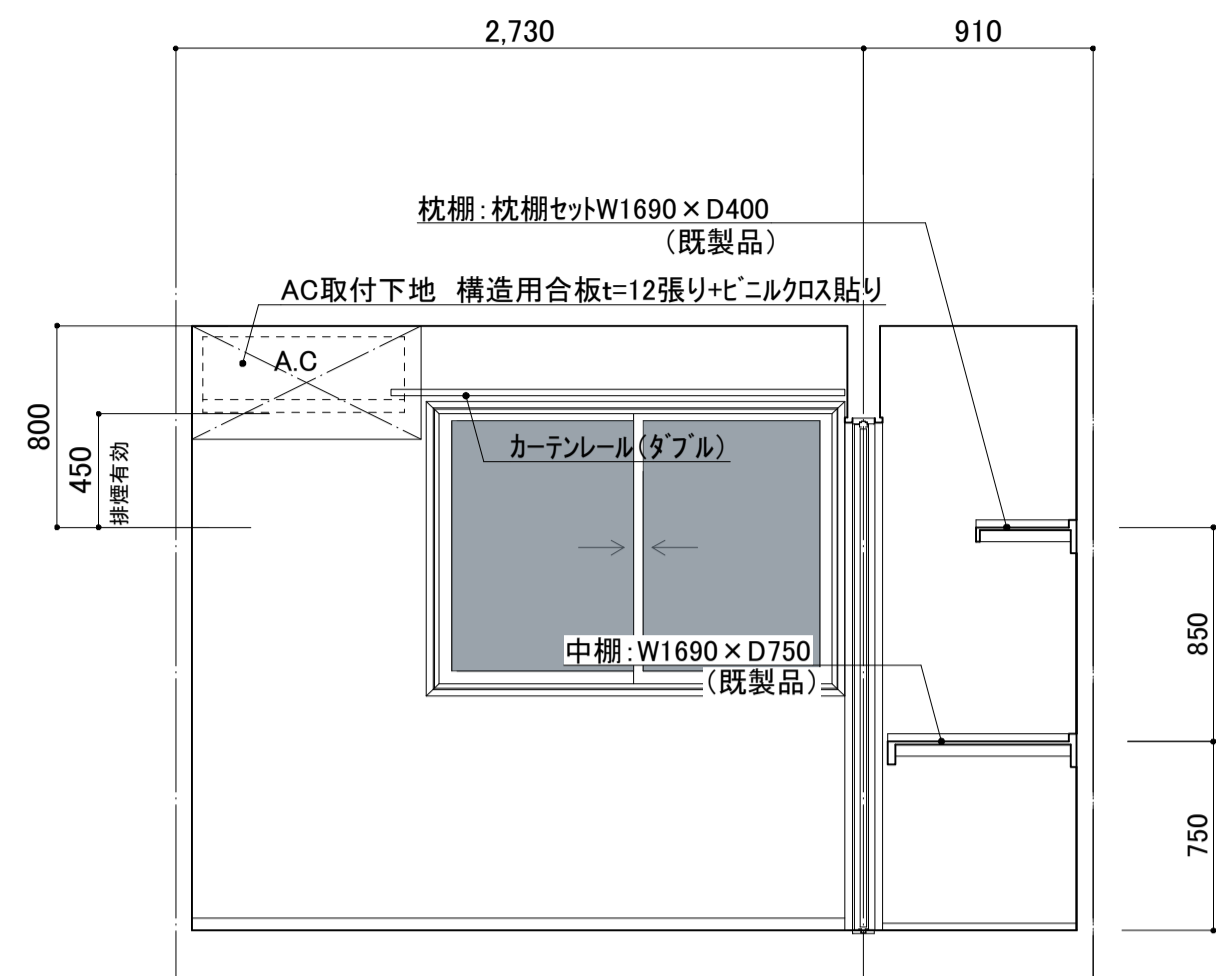 2,730
910
枕棚:枕棚セットW1690×D400
(既製品)
AC取付下地 構造用合板t=12張り+ビニルクロス貼り
A.C
800
450
排煙有効
カーテンレール(ダブル)
中棚:W1690×D750
(既製品)
850
750